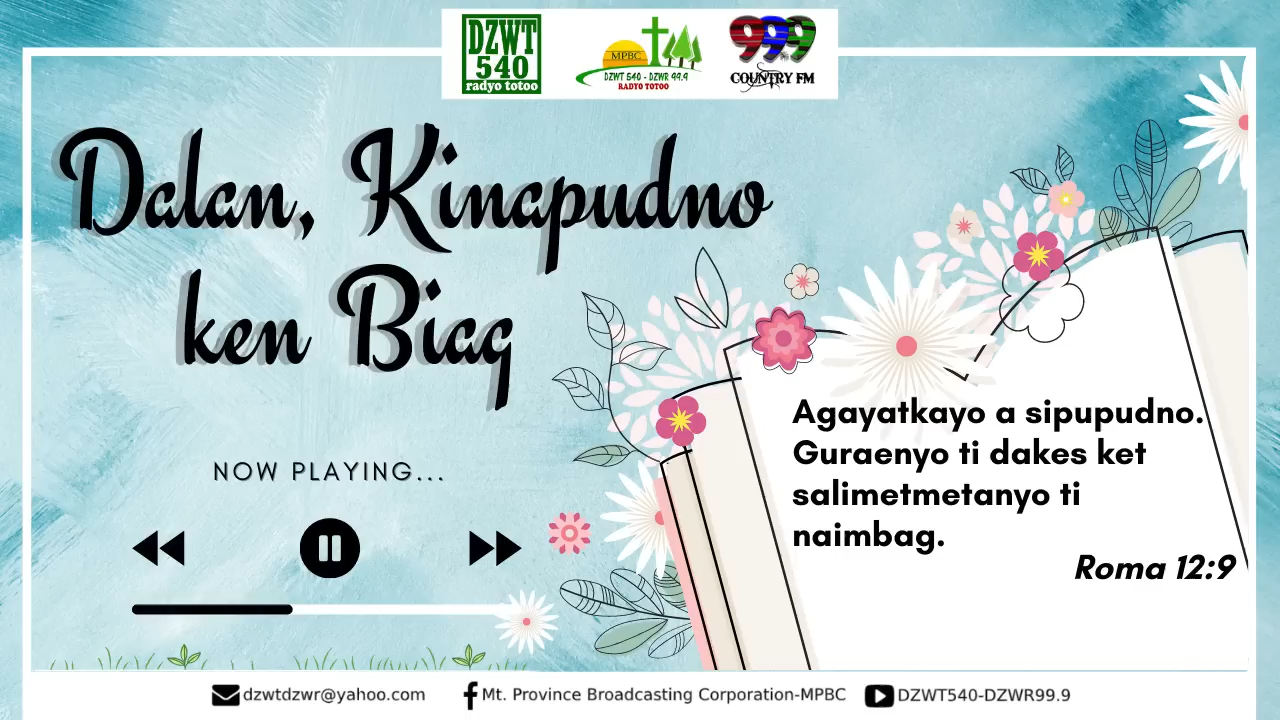 DZWT
540
radyo totoo
MPBC
DZWT 540 - DZWR 99.9
RADYO TOTOO
99.9
COUNTRY FM
Dalan, Kinapudno
ken Biag
NOW PLAYING...
Agayatkayo a sipupudno.
Guraenyo ti dakes ket
salimetmetanyo ti
naimbag.
Roma 12:9
dzwtdzwr@yahoo.com
Mt. Province Broadcasting Corporation-MPBC
DZWT540-DZWR99.9